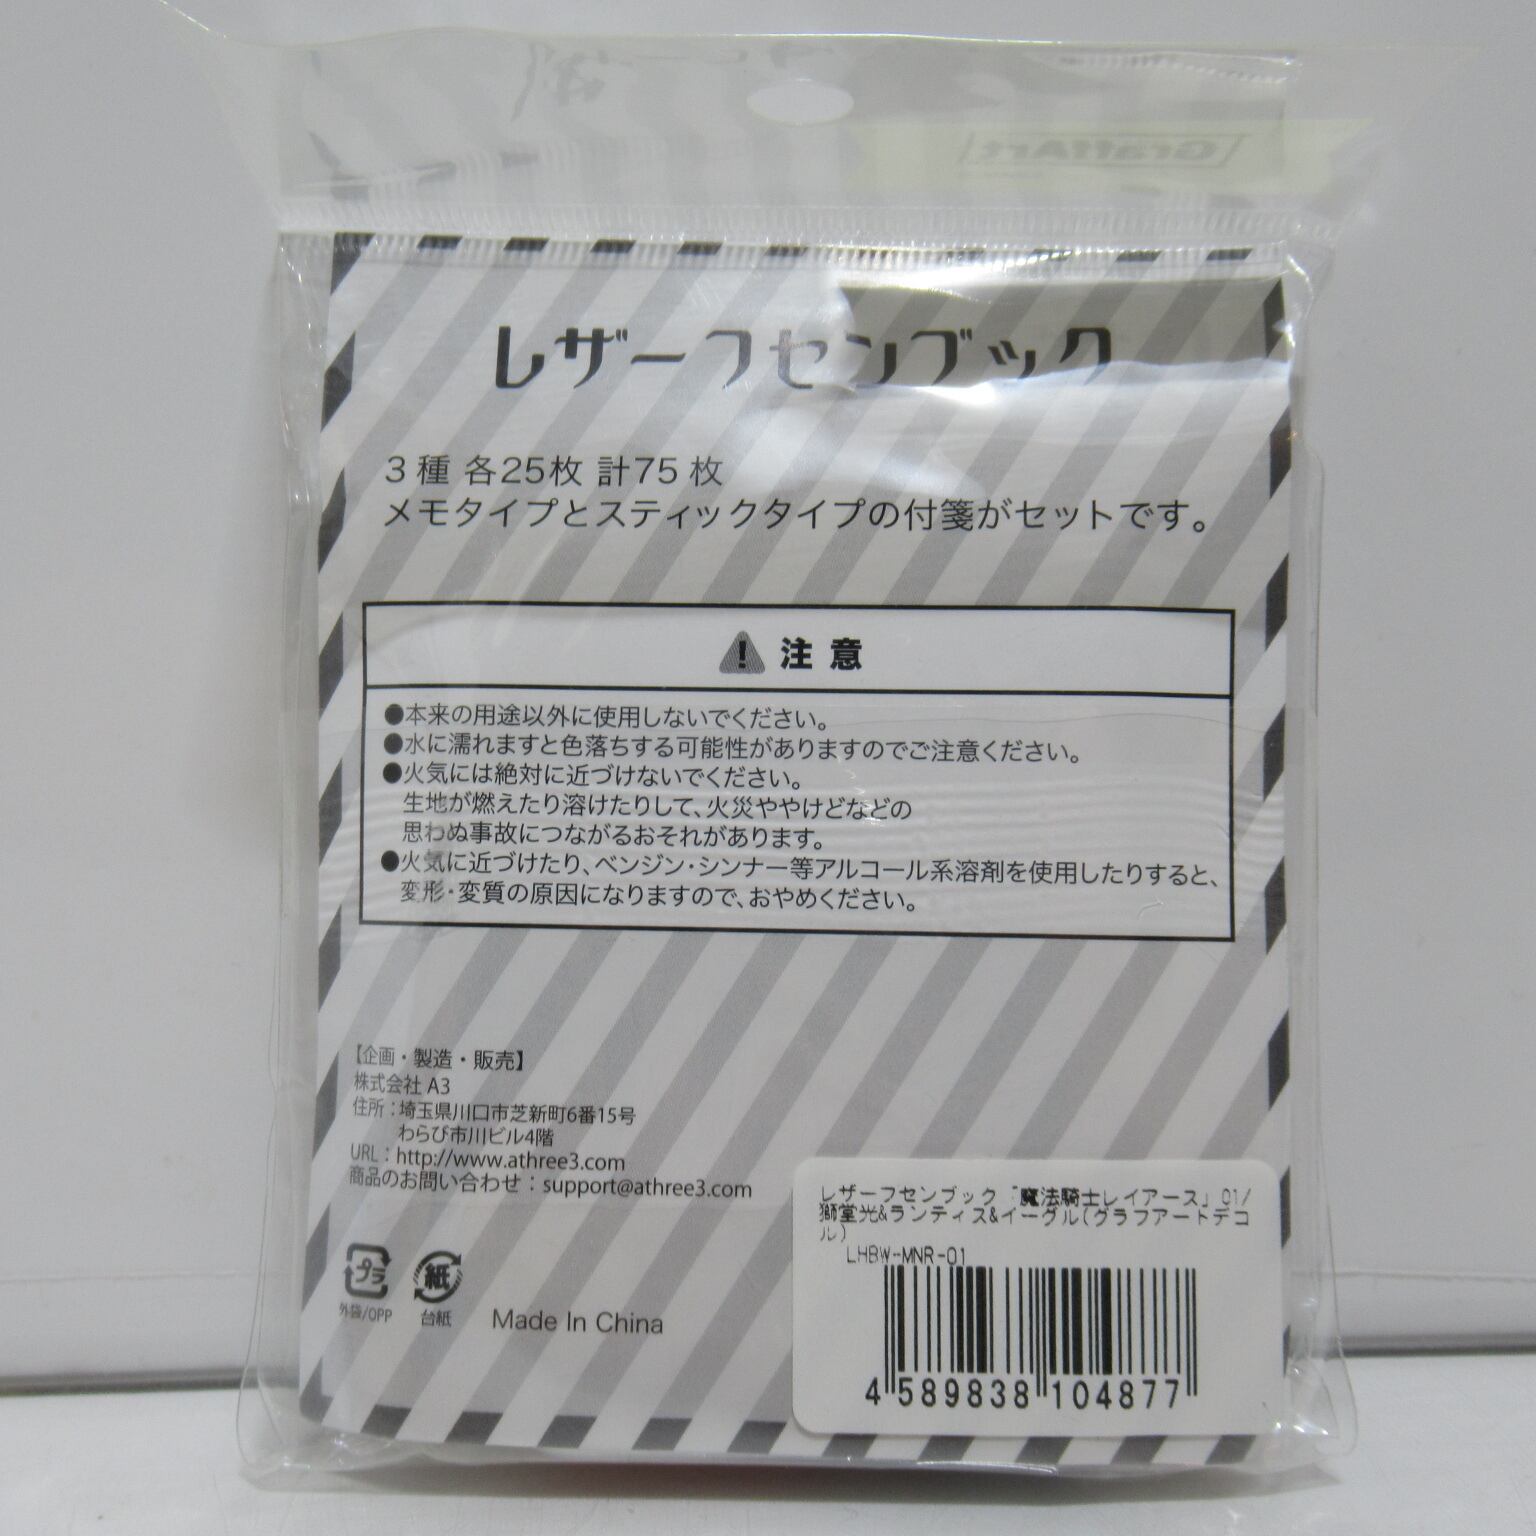 GraffArt
レザーフセンブック
3種 各25枚 計75枚
メモタイプとスティックタイプの付箋がセットです。
注意
●本来の用途以外に使用しないでください。
●水に濡れますと色落ちする可能性がありますのでご注意ください。
●火気には絶対に近づけないでください。
生地が燃えたり溶けたりして、火災ややけどなどの
思わぬ事故につながるおそれがあります。
●火気に近づけたり、ベンジン・シンナー等アルコール系溶剤を使用したりすると、
変形・変質の原因になりますので、おやめください。
【企画・製造・販売】
株式会社 A3
住所:埼玉県川口市芝新町6番15号
わらび市川ビル4階
URL:http://www.athree3.com
商品のお問い合わせ:support@athree3.com
プラ
外袋/OPP
紙
台紙
Made In China
レザーフセンブック「魔法騎士レイアース」01/
獅堂光&ランティス&イーグル(グラフアートデコ
ル)
LHBW-MNR-01
4 589838 104877